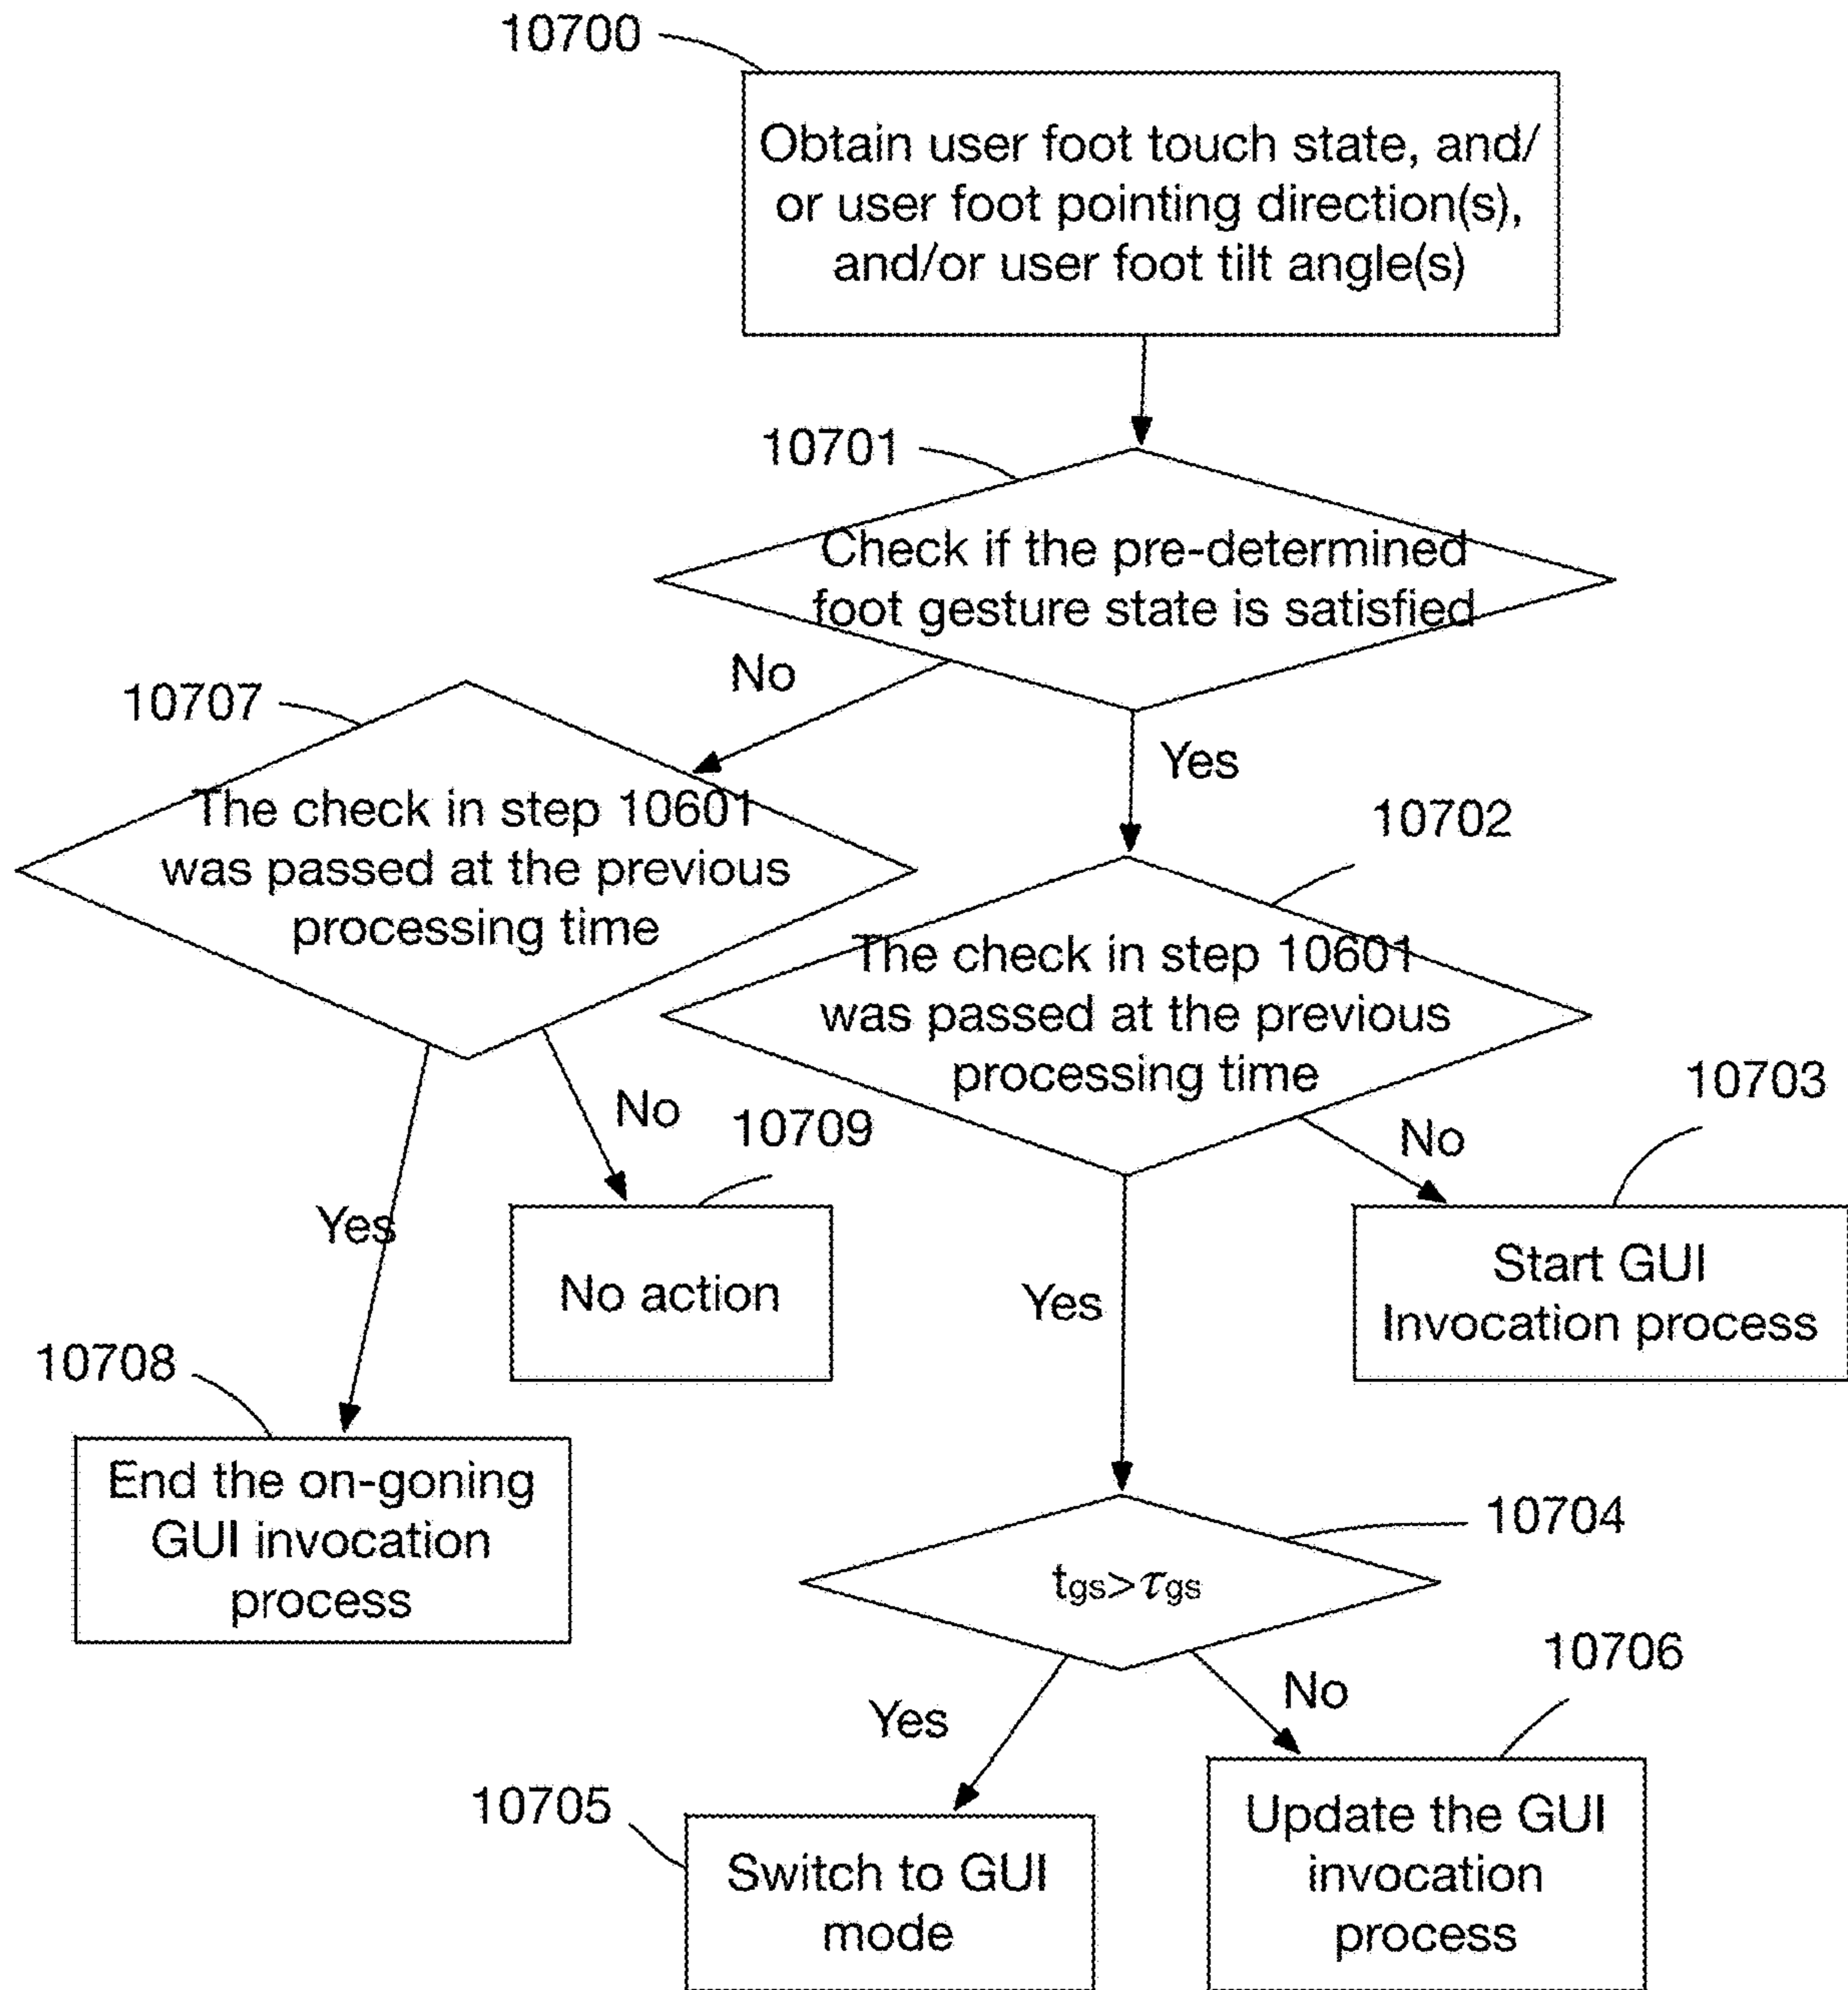 10700
Obtain user foot touch state, and/
or user foot pointing direction(s),
and/or user foot tilt angle(s)
10701
Check if the pre-determined
foot gesture state is satisfied
No
Yes
10707
The check in step 10601
was passed at the previous
processing time
10702
The check in step 10601
was passed at the previous
processing time
No
10709
No action
Yes
10708
End the on-goning
GUI invocation
process
No
10703
Start GUI
Invocation process
Yes
10704
tgs>τgs
Yes
No
10706
10705
Switch to GUI
mode
Update the GUI
invocation
process